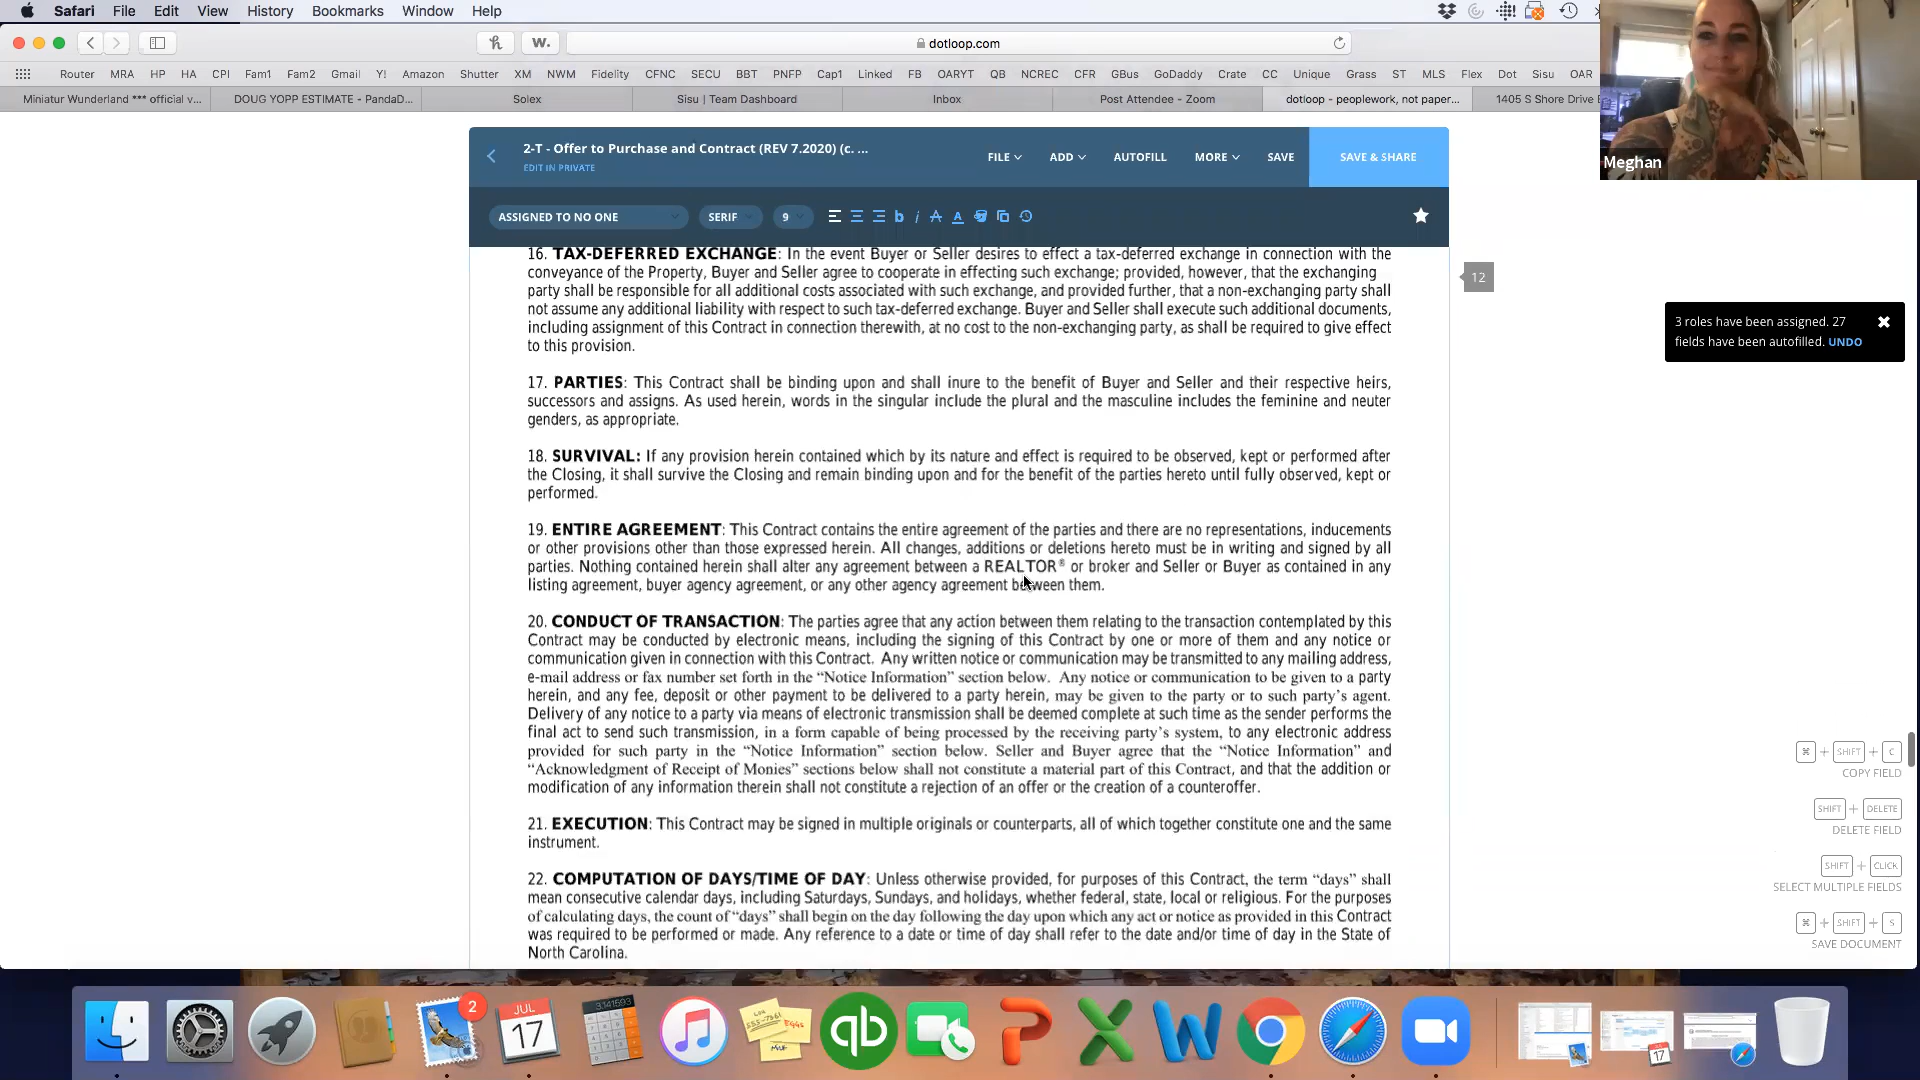 Safari File Edit View History Bookmarks Window Help
dotloop.com
Router MRA HP HA CPI Fam1 Fam2 Gmail Y! Amazon Shutter XM NWM Fidelity CFNC SECU BBT PNFP Cap1 Linked FB OARYT QB NCREC CFR GBus GoDaddy Crate CC Unique Grass ST MLS Flex Dot Sisu OAR
Miniatur Wunderland *** official v... DOUG YOPP ESTIMATE - PandaD... Solex Sisu | Team Dashboard Inbox Post Attendee - Zoom dotloop - peoplework, not paper... 1405 S Shore Drive
Meghan
2-T - Offer to Purchase and Contract (REV 7.2020) (c. ...
EDIT IN PRIVATE
FILE ADD AUTOFILL MORE SAVE SAVE & SHARE
ASSIGNED TO NO ONE SERIF 9
16. TAX-DEFERRED EXCHANGE: In the event Buyer or Seller desires to effect a tax-deferred exchange in connection with the
conveyance of the Property, Buyer and Seller agree to cooperate in effecting such exchange; provided, however, that the exchanging
party shall be responsible for all additional costs associated with such exchange, and provided further, that a non-exchanging party shall
not assume any additional liability with respect to such tax-deferred exchange. Buyer and Seller shall execute such additional documents,
including assignment of this Contract in connection therewith, at no cost to the non-exchanging party, as shall be required to give effect
to this provision.
12
3 roles have been assigned. 27
fields have been autofilled. UNDO
17. PARTIES: This Contract shall be binding upon and shall inure to the benefit of Buyer and Seller and their respective heirs,
successors and assigns. As used herein, words in the singular include the plural and the masculine includes the feminine and neuter
genders, as appropriate.
18. SURVIVAL: If any provision herein contained which by its nature and effect is required to be observed, kept or performed after
the Closing, it shall survive the Closing and remain binding upon and for the benefit of the parties hereto until fully observed, kept or
performed.
19. ENTIRE AGREEMENT: This Contract contains the entire agreement of the parties and there are no representations, inducements
or other provisions other than those expressed herein. All changes, additions or deletions hereto must be in writing and signed by all
parties. Nothing contained herein shall alter any agreement between a REALTOR® or broker and Seller or Buyer as contained in any
listing agreement, buyer agency agreement, or any other agency agreement between them.
20. CONDUCT OF TRANSACTION: The parties agree that any action between them relating to the transaction contemplated by this
Contract may be conducted by electronic means, including the signing of this Contract by one or more of them and any notice or
communication given in connection with this Contract. Any written notice or communication may be transmitted to any mailing address,
e-mail address or fax number set forth in the “Notice Information” section below. Any notice or communication to be given to a party
herein, and any fee, deposit or other payment to be delivered to a party herein, may be given to the party or to such party’s agent.
Delivery of any notice to a party via means of electronic transmission shall be deemed complete at such time as the sender performs the
final act to send such transmission, in a form capable of being processed by the receiving party’s system, to any electronic address
provided for such party in the “Notice Information” section below. Seller and Buyer agree that the “Notice Information” and
“Acknowledgment of Receipt of Monies” sections below shall not constitute a material part of this Contract, and that the addition or
modification of any information therein shall not constitute a rejection of an offer or the creation of a counteroffer.
21. EXECUTION: This Contract may be signed in multiple originals or counterparts, all of which together constitute one and the same
instrument.
22. COMPUTATION OF DAYS/TIME OF DAY: Unless otherwise provided, for purposes of this Contract, the term “days” shall
mean consecutive calendar days, including Saturdays, Sundays, and holidays, whether federal, state, local or religious. For the purposes
of calculating days, the count of “days” shall begin on the day following the day upon which any act or notice as provided in this Contract
was required to be performed or made. Any reference to a date or time of day shall refer to the date and/or time of day in the State of
North Carolina.
⌘ + SHIFT + C
COPY FIELD
SHIFT + DELETE
DELETE FIELD
SHIFT + CLICK
SELECT MULTIPLE FIELDS
⌘ + SHIFT + S
SAVE DOCUMENT
2
JUL
17
3.141593
qb
17